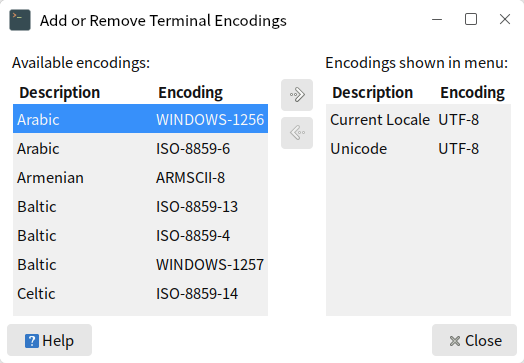 Add or Remove Terminal Encodings
Available encodings:
Encodings shown in menu:
Description Encoding
Arabic WINDOWS-1256
Arabic ISO-8859-6
Armenian ARMSCII-8
Baltic ISO-8859-13
Baltic ISO-8859-4
Baltic WINDOWS-1257
Celtic ISO-8859-14
Description Encoding
Current Locale UTF-8
Unicode UTF-8
Help
Close